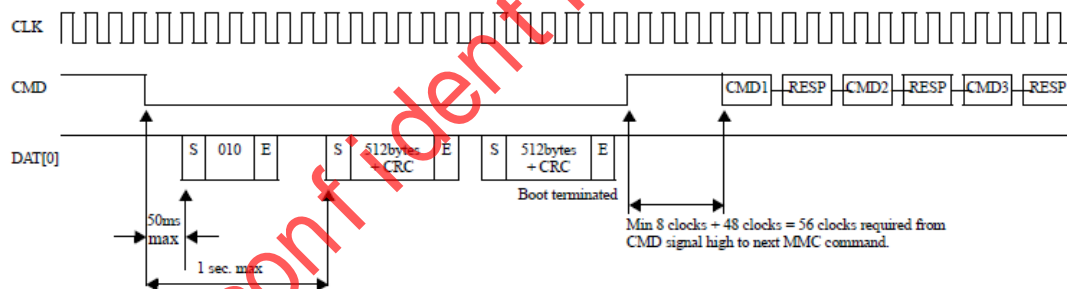 CLK
CMD
CMD1 RESP CMD2 RESP CMD3 RESP
DAT[0]
S 010 E S 512bytes + CRC E S 512bytes + CRC E
Boot terminated
50ms
max
1 sec. max
Min 8 clocks + 48 clocks = 56 clocks required from
CMD signal high to next MMC command.
confident